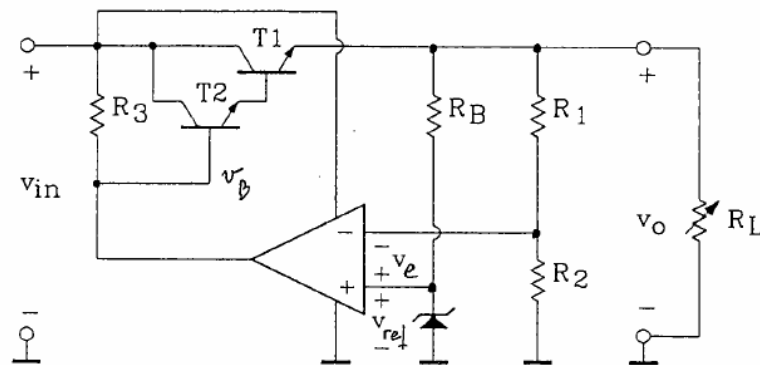 T1
+
T2
R3
RB
R1
+
vin
vB
vo
RL
−
−
ve
+
R2
+
+
vref
−
−
−